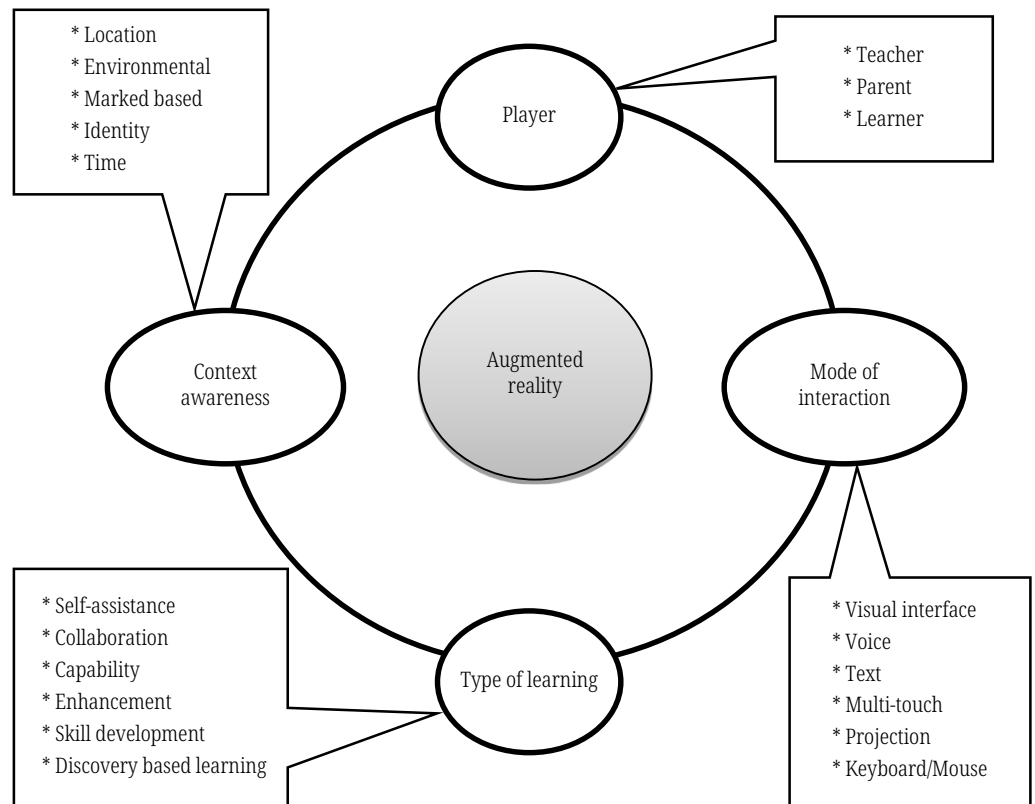 * Location
* Environmental
* Marked based
* Identity
* Time
Player
* Teacher
* Parent
* Learner
Context
awareness
Augmented
reality
Mode of
interaction
* Self-assistance
* Collaboration
* Capability
* Enhancement
* Skill development
* Discovery based learning
Type of learning
* Visual interface
* Voice
* Text
* Multi-touch
* Projection
* Keyboard/Mouse